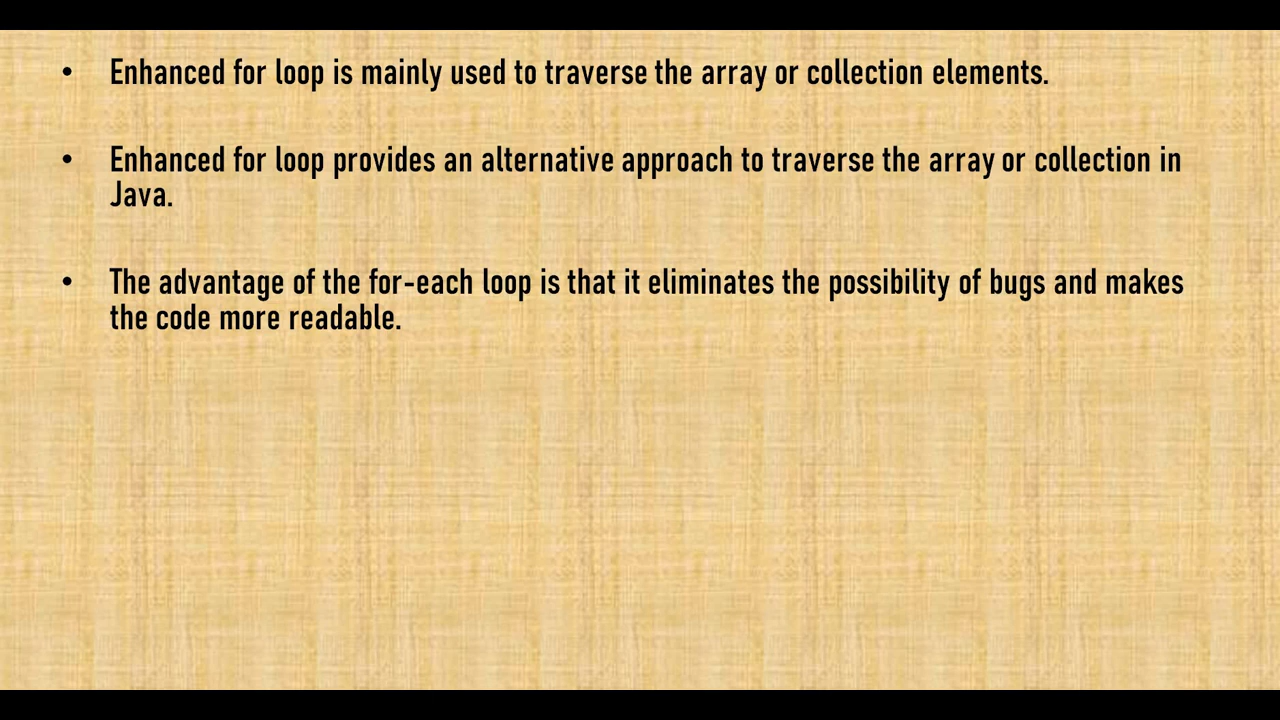 • Enhanced for loop is mainly used to traverse the array or collection elements.
• Enhanced for loop provides an alternative approach to traverse the array or collection in
Java.
• The advantage of the for-each loop is that it eliminates the possibility of bugs and makes
the code more readable.